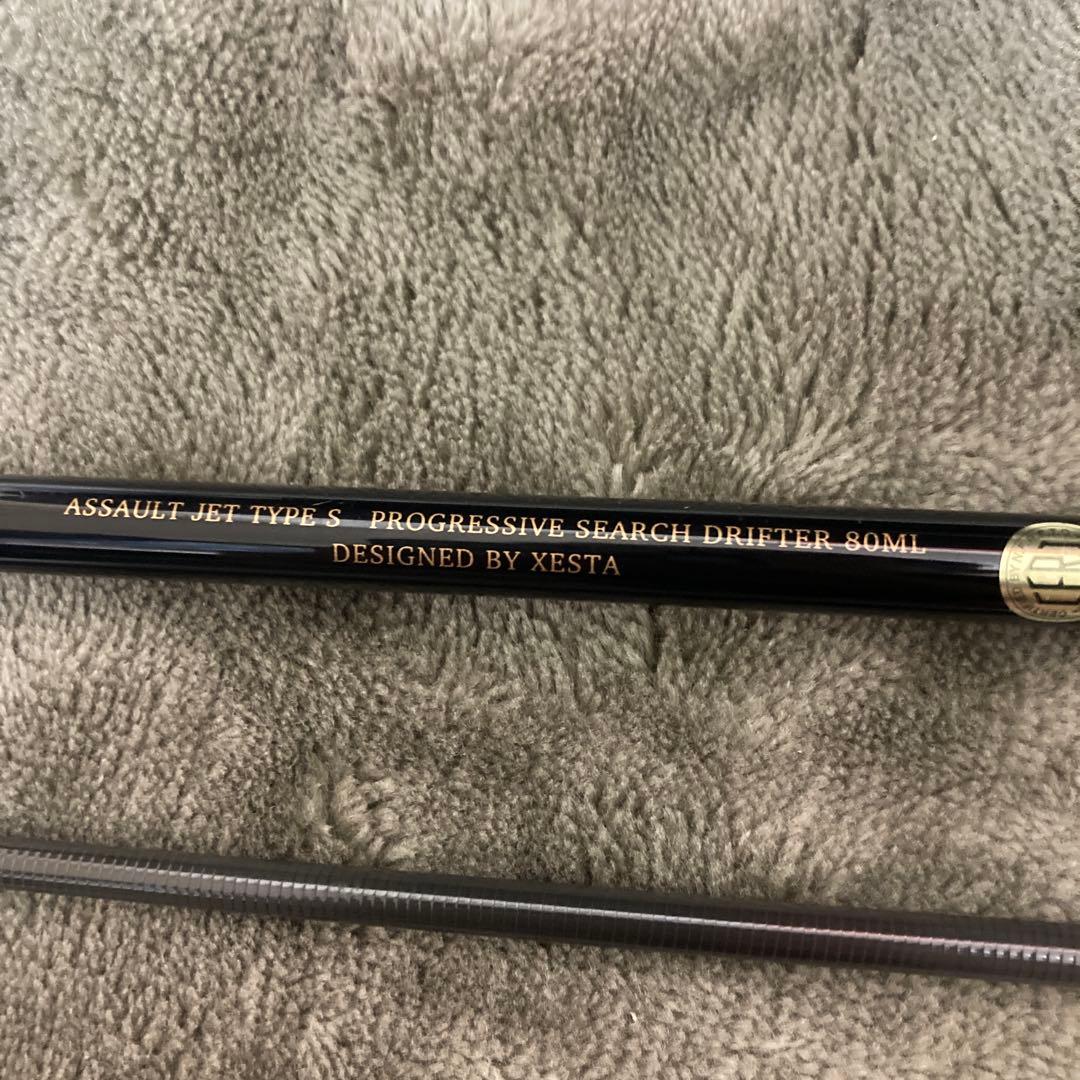 ASSAULT JET TYPE S PROGRESSIVE SEARCH DRIFTER 80ML
DESIGNED BY XESTA